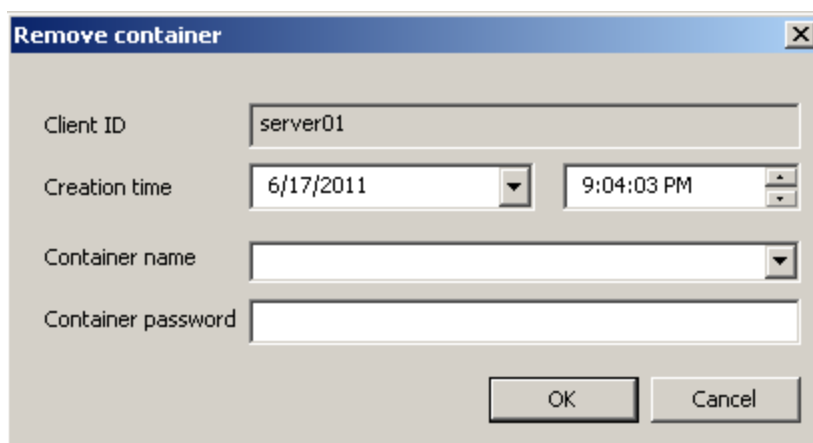 Remove container
Client ID server01
Creation time 6/17/2011 9:04:03 PM
Container name
Container password
OK Cancel